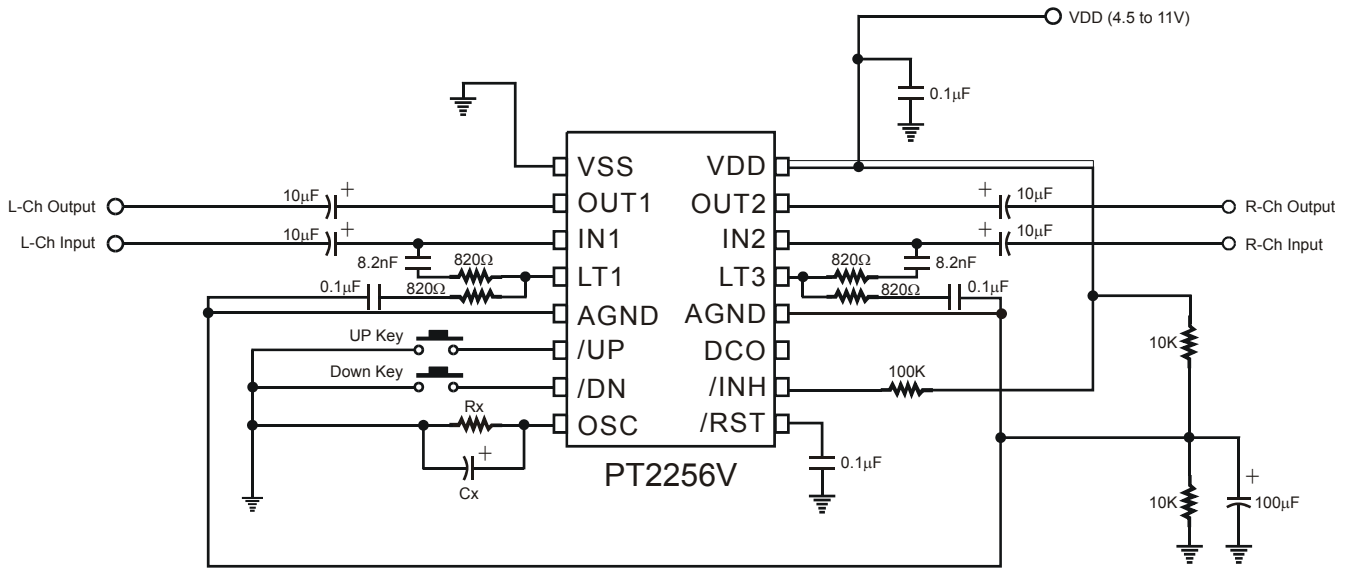 VDD (4.5 to 11V)
0.1μF
VSS
VDD
L-Ch Output
10μF
+
OUT1
OUT2
+
10μF
R-Ch Output
L-Ch Input
10μF
+
IN1
IN2
+
10μF
R-Ch Input
8.2nF
820Ω
LT1
LT3
820Ω
8.2nF
0.1μF
820Ω
820Ω
0.1μF
AGND
AGND
UP Key
/UP
DCO
10K
Down Key
/DN
/INH
100K
Rx
OSC
/RST
+
Cx
PT2256V
0.1μF
10K
+
100μF